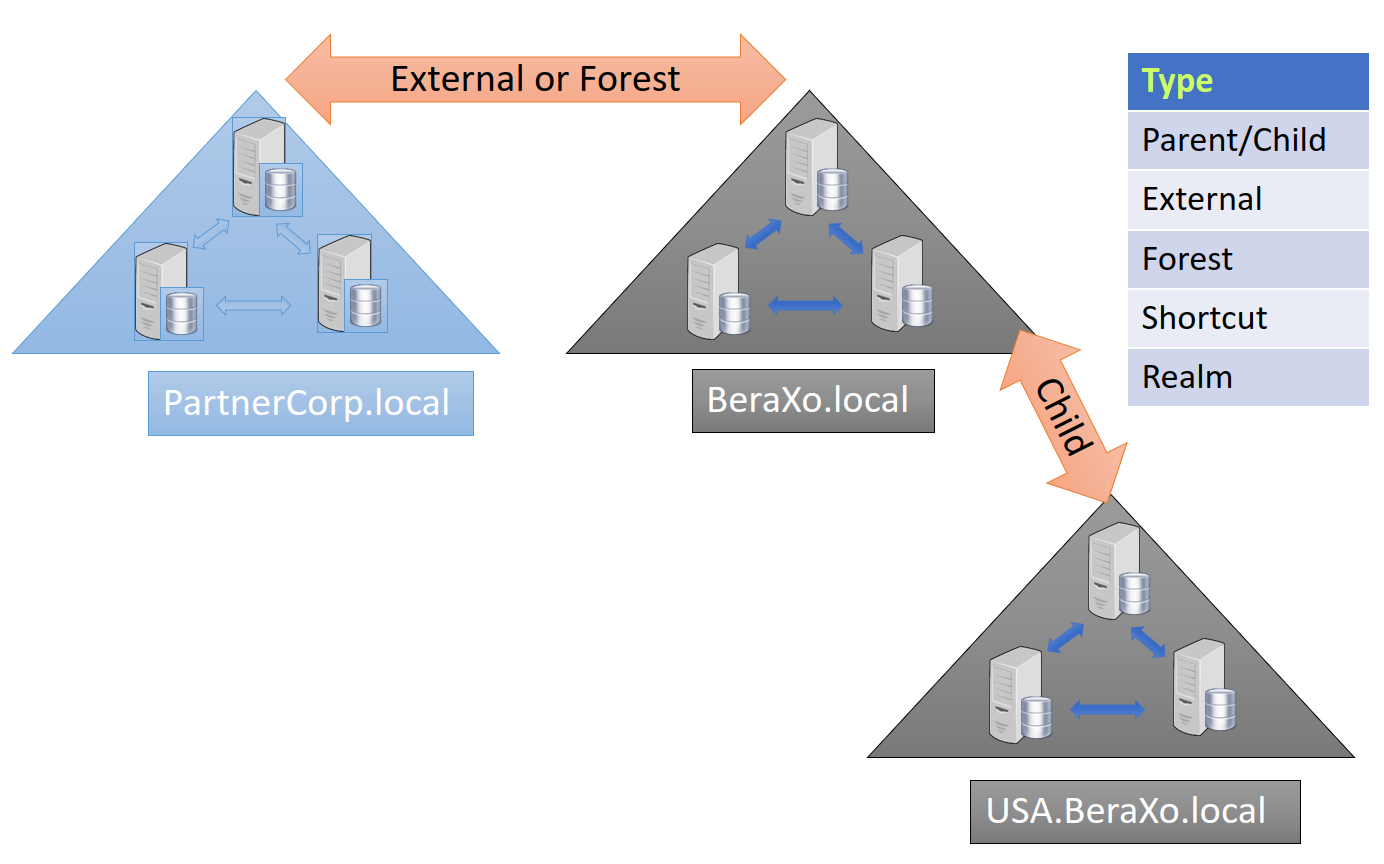 External or Forest
Type
Parent/Child
External
Forest
Shortcut
Realm
PartnerCorp.local
BeraXo.local
Child
USA.BeraXo.local